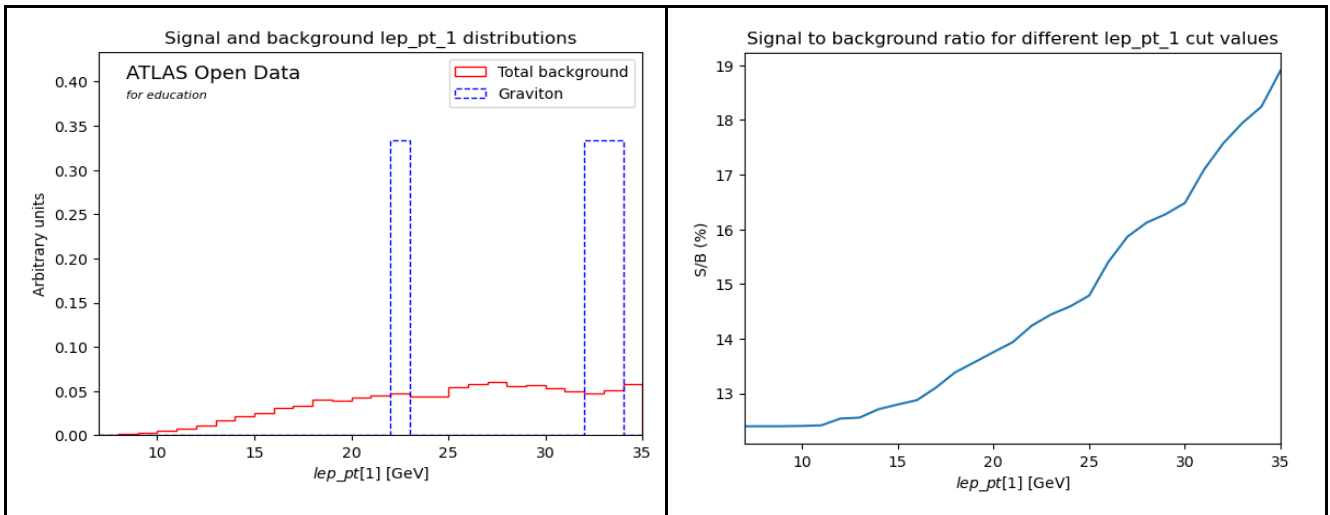 Signal and background lep_pt_1 distributions
ATLAS Open Data
for education
Total background
Graviton
0.40
0.35
0.30
0.25
0.20
0.15
0.10
0.05
0.00
Arbitrary units
10 15 20 25 30 35
lep_pt[1] [GeV]
Signal to background ratio for different lep_pt_1 cut values
19
18
17
16
15
14
13
S/B (%)
10 15 20 25 30 35
lep_pt[1] [GeV]